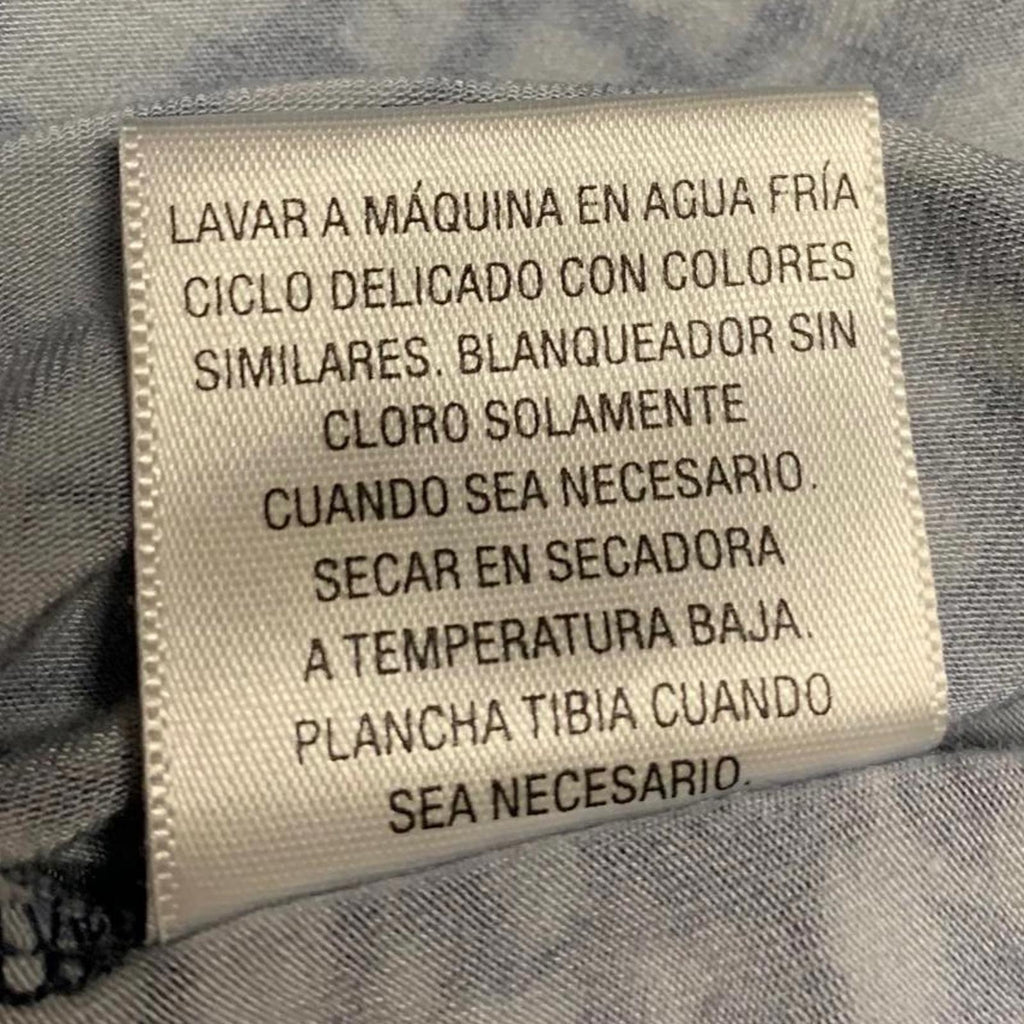 LAVAR A MÁQUINA EN AGUA FRÍA
CICLO DELICADO CON COLORES
SIMILARES. BLANQUEADOR SIN
CLORO SOLAMENTE
CUANDO SEA NECESARIO.
SECAR EN SECADORA
A TEMPERATURA BAJA.
PLANCHA TIBIA CUANDO
SEA NECESARIO.